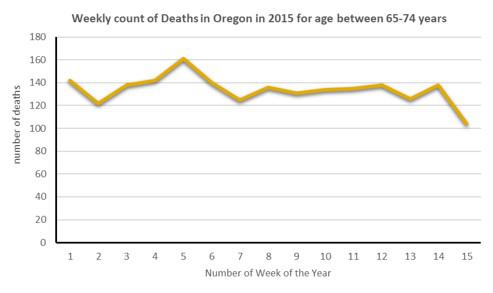 Weekly count of Deaths in Oregon in 2015 for age between 65-74 years
180
160
140
120
100
80
60
40
20
0
number of deaths
1 2 3 4 5 6 7 8 9 10 11 12 13 14 15
Number of Week of the Year